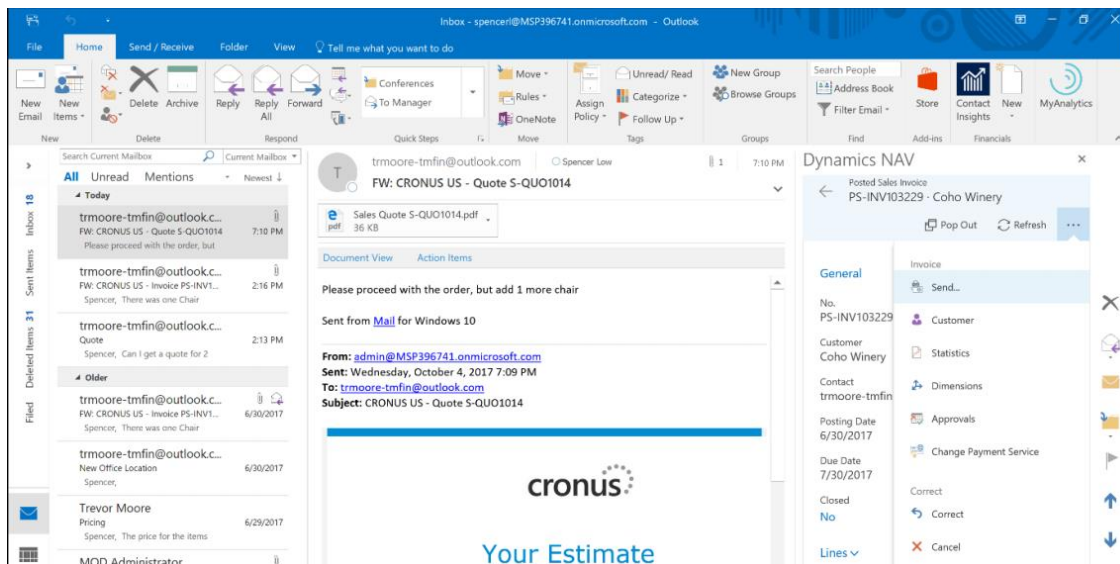 Inbox - spencerl@MSP396741.onmicrosoft.com - Outlook
File Home Send / Receive Folder View Tell me what you want to do
New Email
New Items
Delete
Archive
Reply
Reply All
Forward
Conferences
To Manager
Move
Rules
OneNote
Assign Policy
Unread/ Read
Categorize
Follow Up
New Group
Browse Groups
Search People
Address Book
Filter Email
Store
Contact Insights
New
MyAnalytics
New Delete Respond Quick Steps Move Tags Groups Find Add-ins Financials
Inbox 18
Sent Items
Deleted Items 31
Filed
Search Current Mailbox Current Mailbox
All Unread Mentions Newest ↓
Today
trmoore-tmfin@outlook.c...
FW: CRONUS US - Quote S-QUO1014 7:10 PM
Please proceed with the order, but
trmoore-tmfin@outlook.c...
FW: CRONUS US - Invoice PS-INV1... 2:16 PM
Spencer, There was one Chair
trmoore-tmfin@outlook.c...
Quote 2:13 PM
Spencer, Can I get a quote for 2
Older
trmoore-tmfin@outlook.c...
FW: CRONUS US - Invoice PS-INV1... 6/30/2017
Spencer, There was one Chair
trmoore-tmfin@outlook.c...
New Office Location 6/30/2017
Spencer,
Trevor Moore
Pricing 6/29/2017
Spencer, The price for the items
MOD Administrator
T
trmoore-tmfin@outlook.com Spencer Low 1 7:10 PM
FW: CRONUS US - Quote S-QUO1014
Sales Quote S-QUO1014.pdf
pdf 36 KB
Document View Action Items
Please proceed with the order, but add 1 more chair
Sent from Mail for Windows 10
From: admin@MSP396741.onmicrosoft.com
Sent: Wednesday, October 4, 2017 7:09 PM
To: trmoore-tmfin@outlook.com
Subject: CRONUS US - Quote S-QUO1014
cronus
Your Estimate
Dynamics NAV
Posted Sales Invoice
PS-INV103229 · Coho Winery
Pop Out Refresh ...
General
No.
PS-INV103229
Customer
Coho Winery
Contact
trmoore-tmfin
Posting Date
6/30/2017
Due Date
7/30/2017
Closed
No
Lines
Invoice
Send...
Customer
Statistics
Dimensions
Approvals
Change Payment Service
Correct
Correct
Cancel